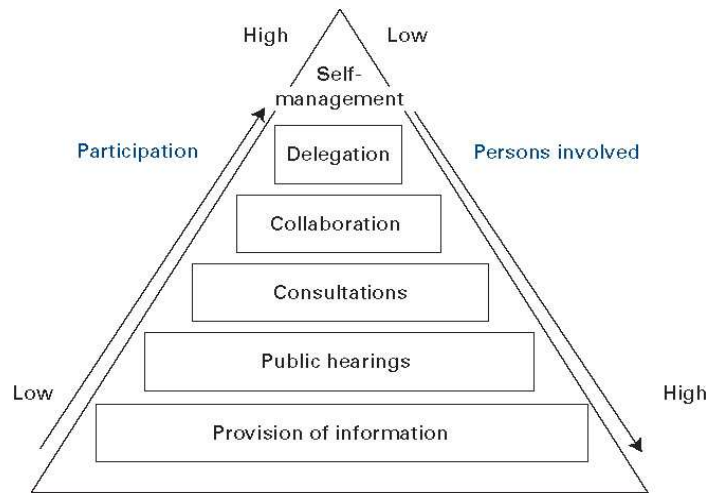 High
Low
Self-
management
Participation
Delegation
Persons involved
Collaboration
Consultations
Public hearings
Low
High
Provision of information